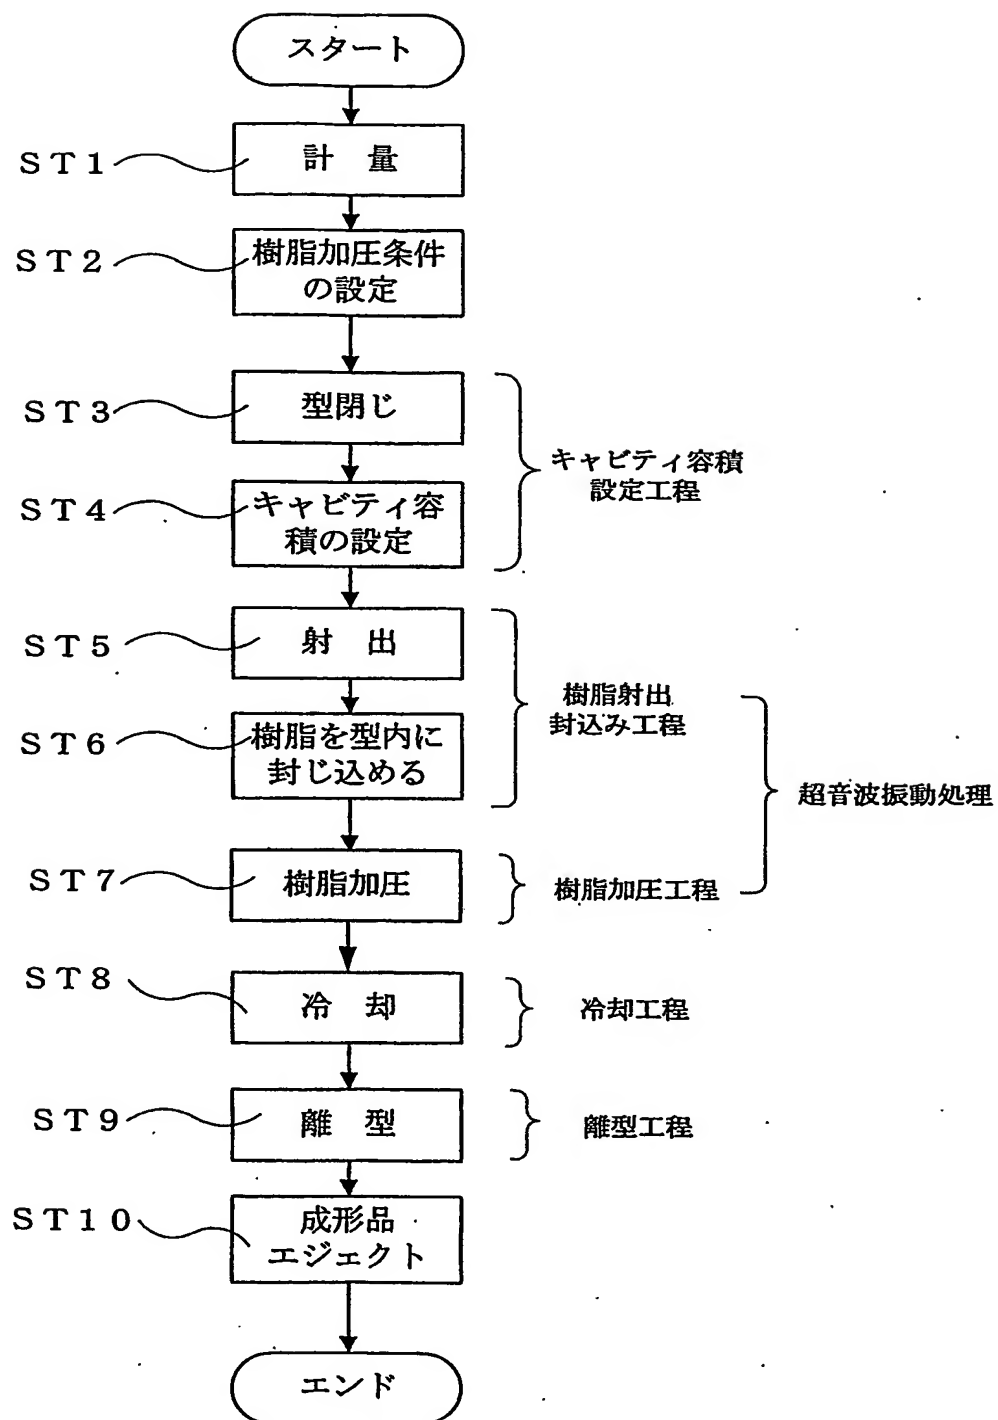 スタート
ST1
計 量
ST2
樹脂加圧条件
の設定
ST3
型閉じ
キャビティ容積
設定工程
ST4
キャビティ容
積の設定
ST5
射 出
樹脂射出
封込み工程
ST6
樹脂を型内に
封じ込める
超音波振動処理
ST7
樹脂加圧
樹脂加圧工程
ST8
冷 却
冷却工程
ST9
離 型
離型工程
ST10
成形品
エジェクト
エンド